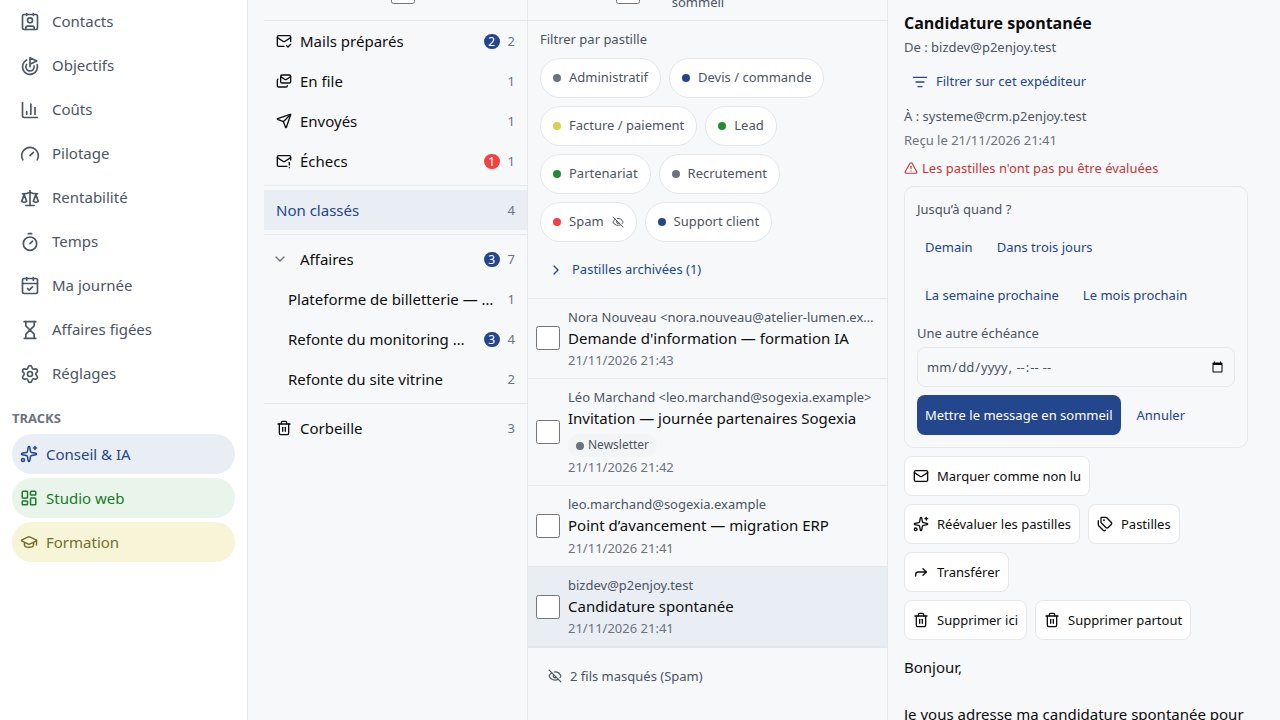 Contacts
Objectifs
Coûts
Pilotage
Rentabilité
Temps
Ma journée
Affaires figées
Réglages
TRACKS
Conseil & IA
Studio web
Formation
Mails préparés 2 2
En file 1
Envoyés 1
Échecs 1 1
Non classés 4
Affaires 3 7
Plateforme de billetterie — ... 1
Refonte du monitoring ... 3 4
Refonte du site vitrine 2
Corbeille 3
sommeil
Filtrer par pastille
Administratif Devis / commande
Facture / paiement Lead
Partenariat Recrutement
Spam Support client
Pastilles archivées (1)
Nora Nouveau <nora.nouveau@atelier-lumen.ex...
Demande d'information — formation IA
21/11/2026 21:43
Léo Marchand <leo.marchand@sogexia.example>
Invitation — journée partenaires Sogexia
Newsletter
21/11/2026 21:42
leo.marchand@sogexia.example
Point d’avancement — migration ERP
21/11/2026 21:41
bizdev@p2enjoy.test
Candidature spontanée
21/11/2026 21:41
2 fils masqués (Spam)
Candidature spontanée
De : bizdev@p2enjoy.test
Filtrer sur cet expéditeur
À : systeme@crm.p2enjoy.test
Reçu le 21/11/2026 21:41
Les pastilles n'ont pas pu être évaluées
Jusqu’à quand ?
Demain Dans trois jours
La semaine prochaine Le mois prochain
Une autre échéance
mm/dd/yyyy, --:-- --
Mettre le message en sommeil Annuler
Marquer comme non lu
Réévaluer les pastilles Pastilles
Transférer
Supprimer ici Supprimer partout
Bonjour,
Je vous adresse ma candidature spontanée pour